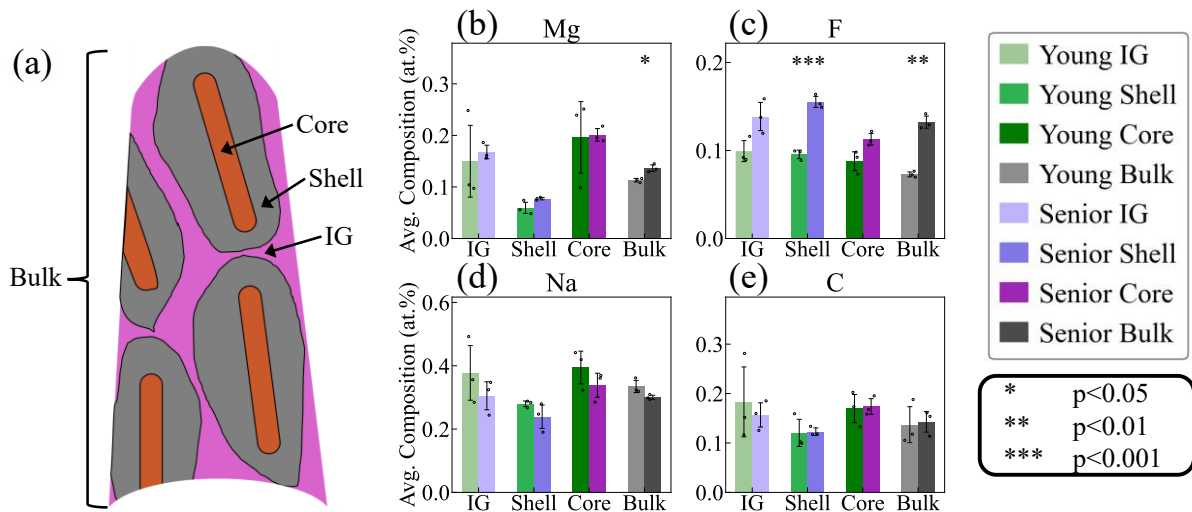 (a)
Core
Shell
IG
Bulk
(b)
Mg
Avg. Composition (at.%)
0.3
0.2
0.1
0.0
*
IG Shell Core Bulk
(c)
F
0.2
0.1
0.0
***
**
IG Shell Core Bulk
(d)
Na
Avg. Composition (at.%)
0.6
0.4
0.2
0.0
IG Shell Core Bulk
(e)
C
0.3
0.2
0.1
0.0
IG Shell Core Bulk
Young IG
Young Shell
Young Core
Young Bulk
Senior IG
Senior Shell
Senior Core
Senior Bulk
* p<0.05
** p<0.01
*** p<0.001